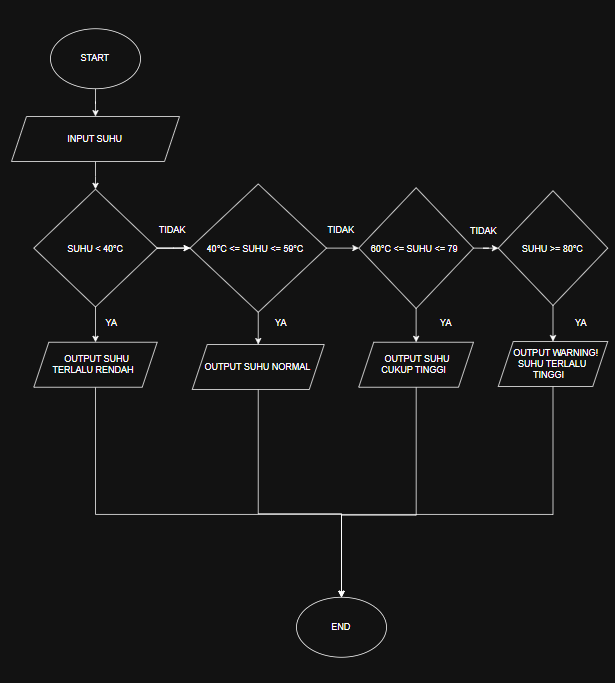 START
INPUT SUHU
SUHU < 40°C
TIDAK
40°C <= SUHU <= 59°C
TIDAK
60°C <= SUHU <= 79
TIDAK
SUHU >= 80°C
YA
YA
YA
YA
OUTPUT SUHU
TERLALU RENDAH
OUTPUT SUHU NORMAL
OUTPUT SUHU
CUKUP TINGGI
OUTPUT WARNING!
SUHU TERLALU
TINGGI
END